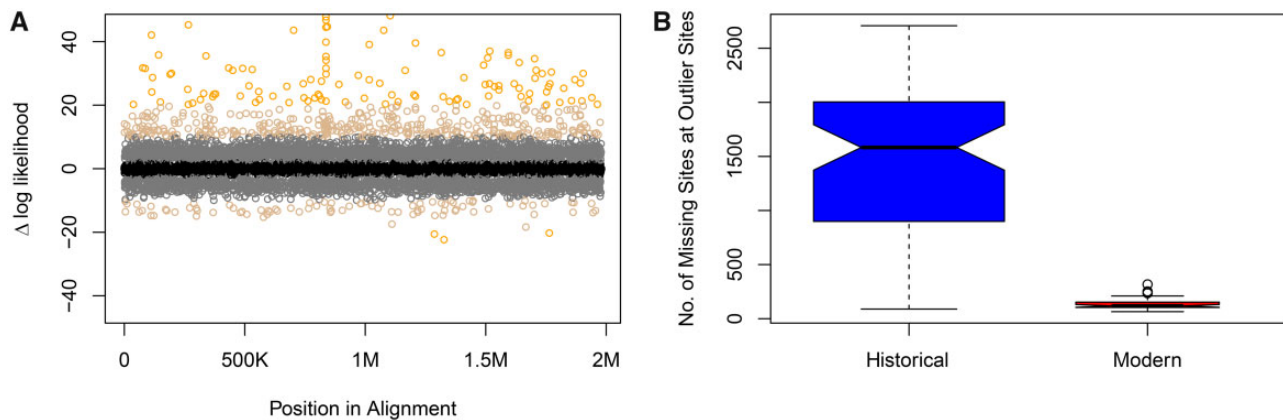 A
Δ log likelihood
40
20
0
−20
−40
0
500K
1M
1.5M
2M
Position in Alignment
B
No. of Missing Sites at Outlier Sites
2500
1500
500
0
Historical
Modern